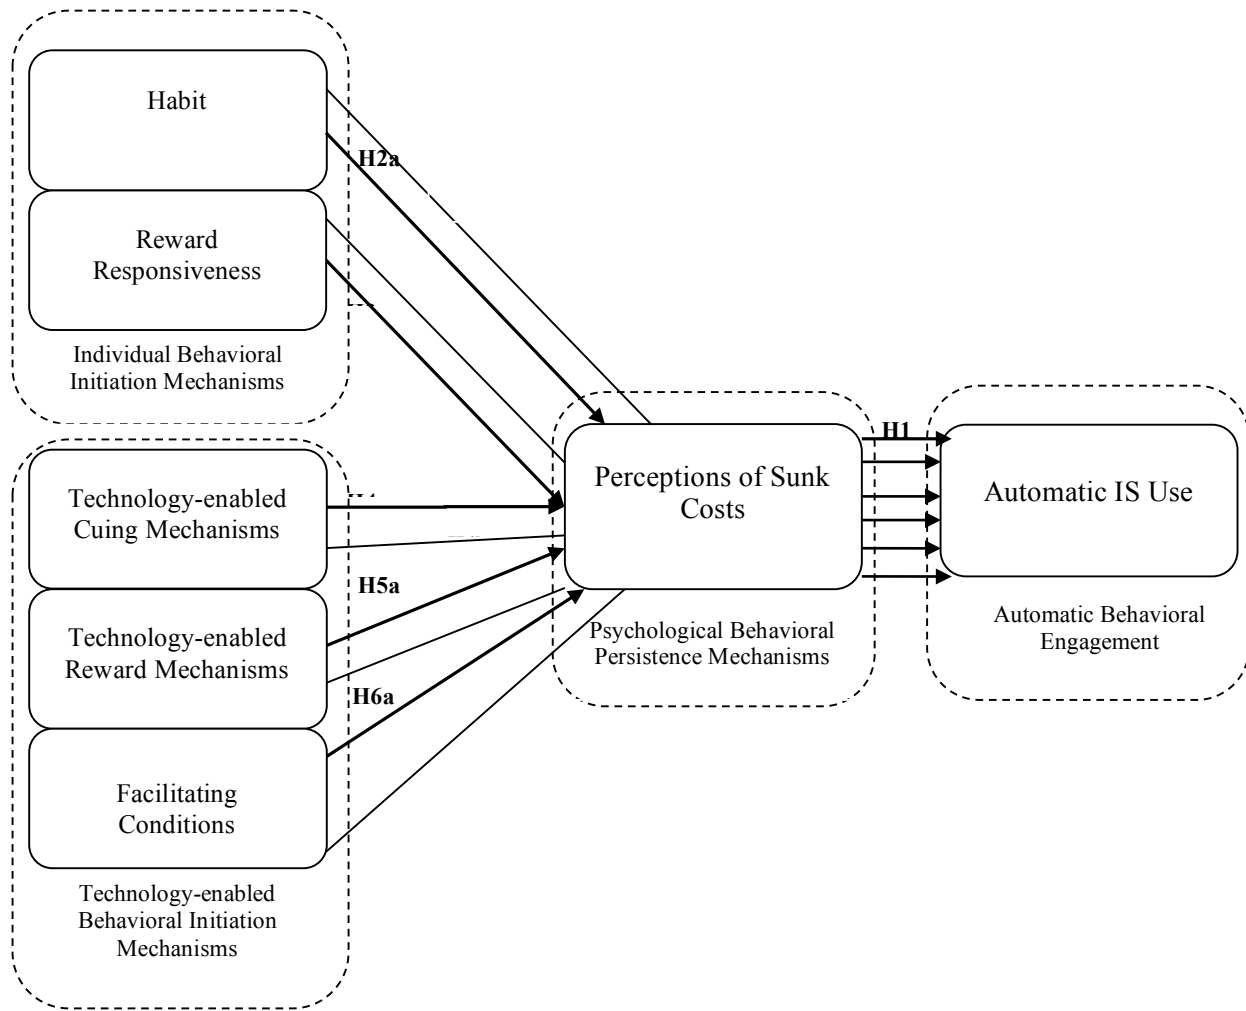 Habit
H2a
Reward
Responsiveness
Individual Behavioral
Initiation Mechanisms
H1
Perceptions of Sunk
Costs
Automatic IS Use
Technology-enabled
Cuing Mechanisms
H5a
Technology-enabled
Reward Mechanisms
Psychological Behavioral
Persistence Mechanisms
Automatic Behavioral
Engagement
H6a
Facilitating
Conditions
Technology-enabled
Behavioral Initiation
Mechanisms